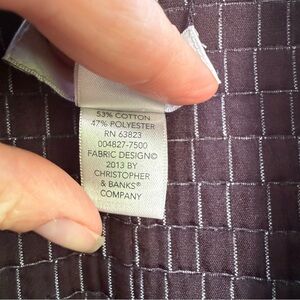 53% COTTON
47% POLYESTER
RN 63823
004827-7500
FABRIC DESIGN©
2013 BY
CHRISTOPHER
& BANKS®
COMPANY